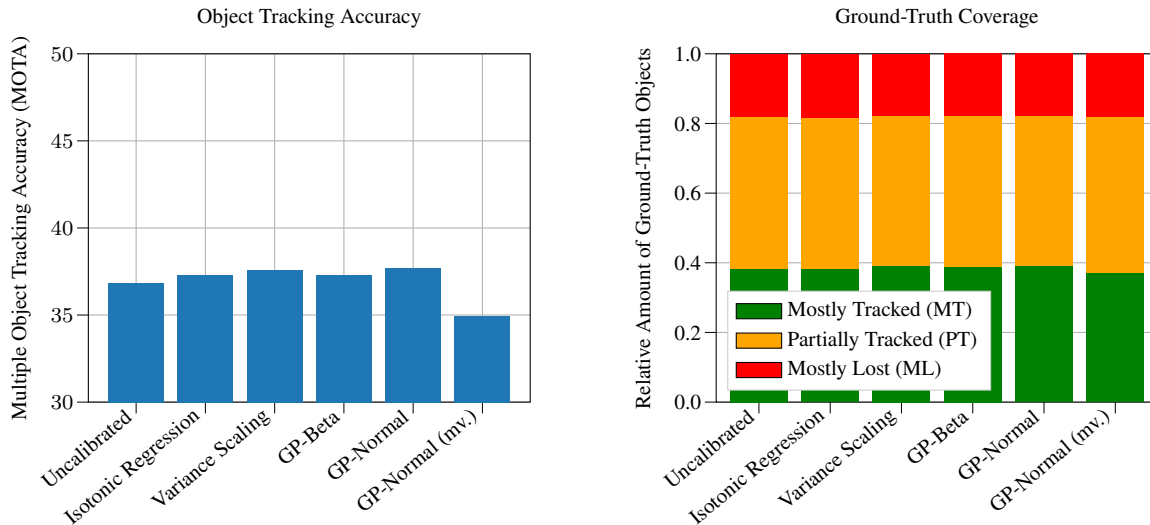 Object Tracking Accuracy
Multiple Object Tracking Accuracy (MOTA)
50
45
40
35
30
Uncalibrated
Isotonic Regression
Variance Scaling
GP-Beta
GP-Normal
GP-Normal (mv.)
Ground-Truth Coverage
Relative Amount of Ground-Truth Objects
1.0
0.8
0.6
0.4
0.2
0.0
Mostly Tracked (MT)
Partially Tracked (PT)
Mostly Lost (ML)
Uncalibrated
Isotonic Regression
Variance Scaling
GP-Beta
GP-Normal
GP-Normal (mv.)